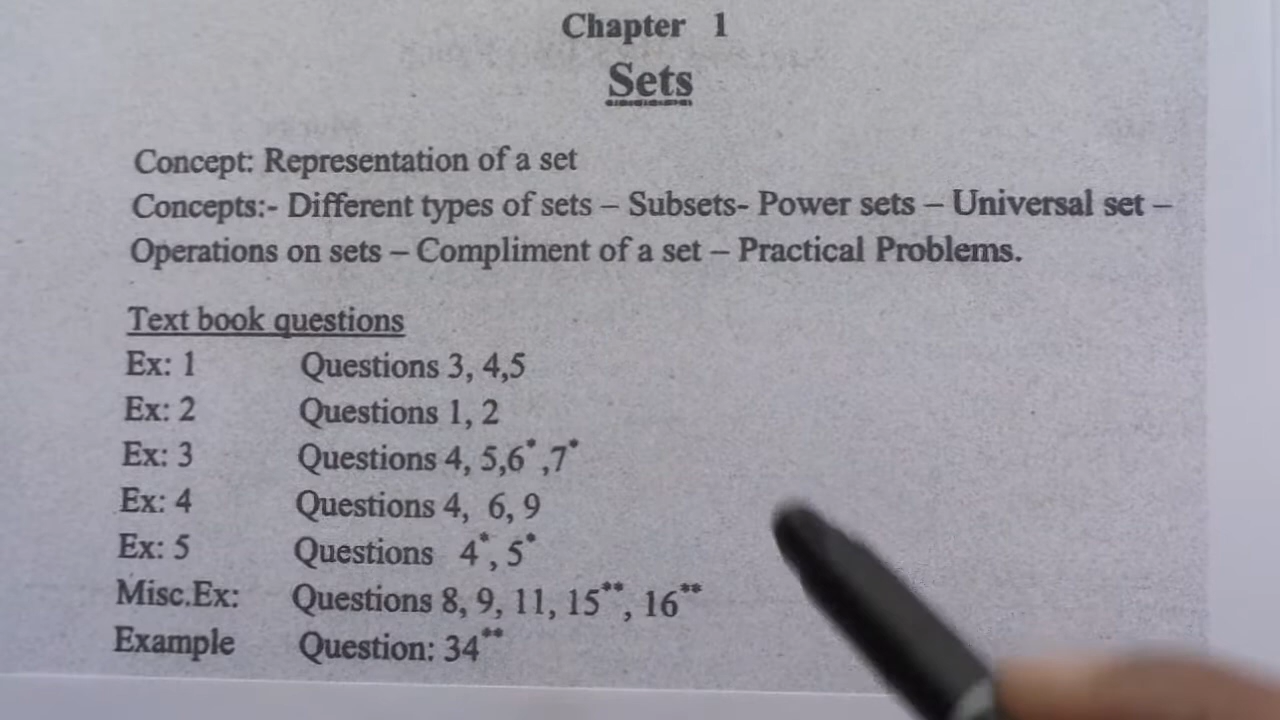 Chapter 1
Sets
Concept: Representation of a set
Concepts:- Different types of sets – Subsets- Power sets – Universal set –
Operations on sets – Compliment of a set – Practical Problems.
Text book questions
Ex: 1 Questions 3, 4,5
Ex: 2 Questions 1, 2
Ex: 3 Questions 4, 5,6*,7*
Ex: 4 Questions 4, 6, 9
Ex: 5 Questions 4*, 5*
Misc.Ex: Questions 8, 9, 11, 15**, 16**
Example Question: 34**